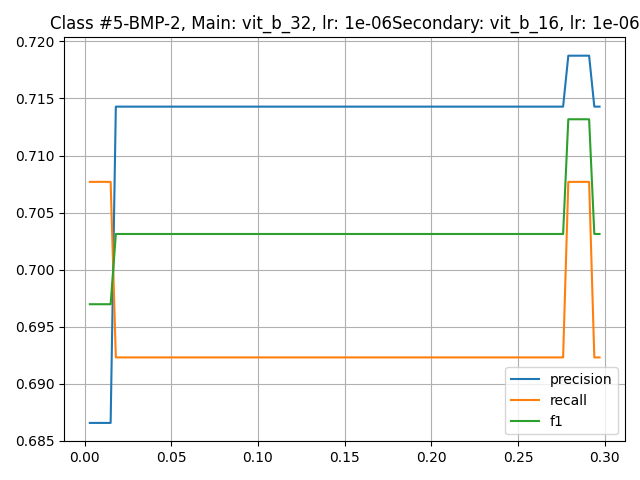 Class #5-BMP-2, Main: vit_b_32, lr: 1e-06Secondary: vit_b_16, lr: 1e-06
0.720
0.715
0.710
0.705
0.700
0.695
0.690
0.685
0.00 0.05 0.10 0.15 0.20 0.25 0.30
precision
recall
f1